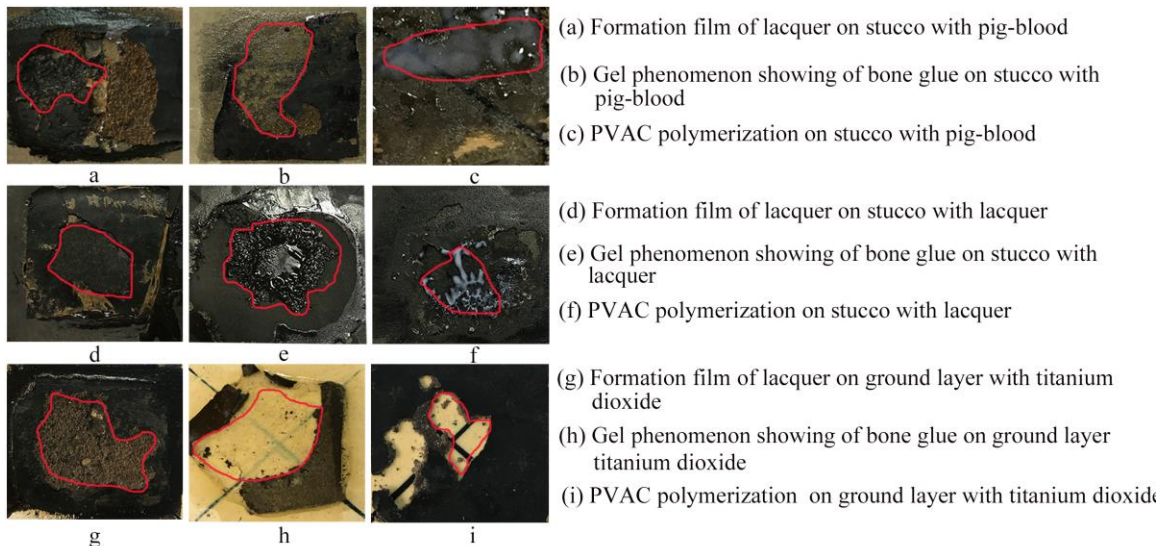 (a) Formation film of lacquer on stucco with pig-blood
(b) Gel phenomenon showing of bone glue on stucco with
pig-blood
(c) PVAC polymerization on stucco with pig-blood
a
b
c
(d) Formation film of lacquer on stucco with lacquer
(e) Gel phenomenon showing of bone glue on stucco with
lacquer
(f) PVAC polymerization on stucco with lacquer
d
e
f
(g) Formation film of lacquer on ground layer with titanium
dioxide
(h) Gel phenomenon showing of bone glue on ground layer
titanium dioxide
(i) PVAC polymerization on ground layer with titanium dioxide
g
h
i